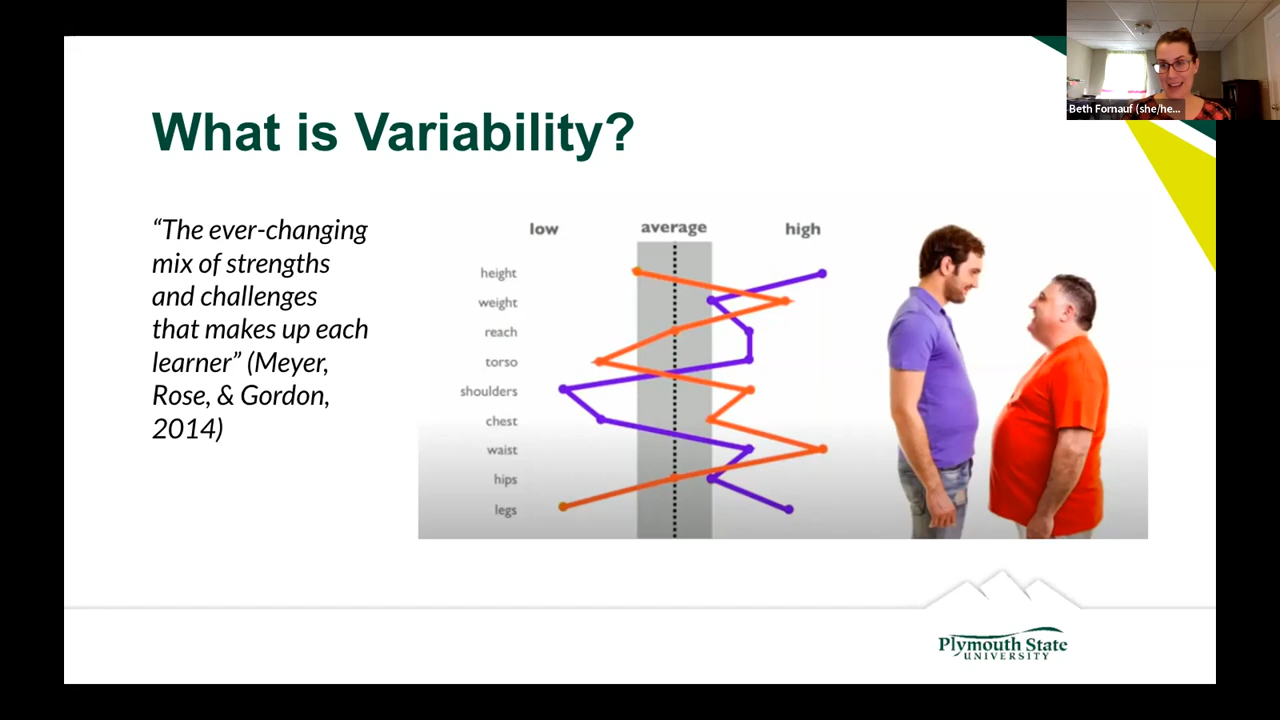 Beth Fornauf (she/he...
What is Variability?
“The ever-changing
mix of strengths
and challenges
that makes up each
learner” (Meyer,
Rose, & Gordon,
2014)
low average high
height
weight
reach
torso
shoulders
chest
waist
hips
legs
Plymouth State
UNIVERSITY